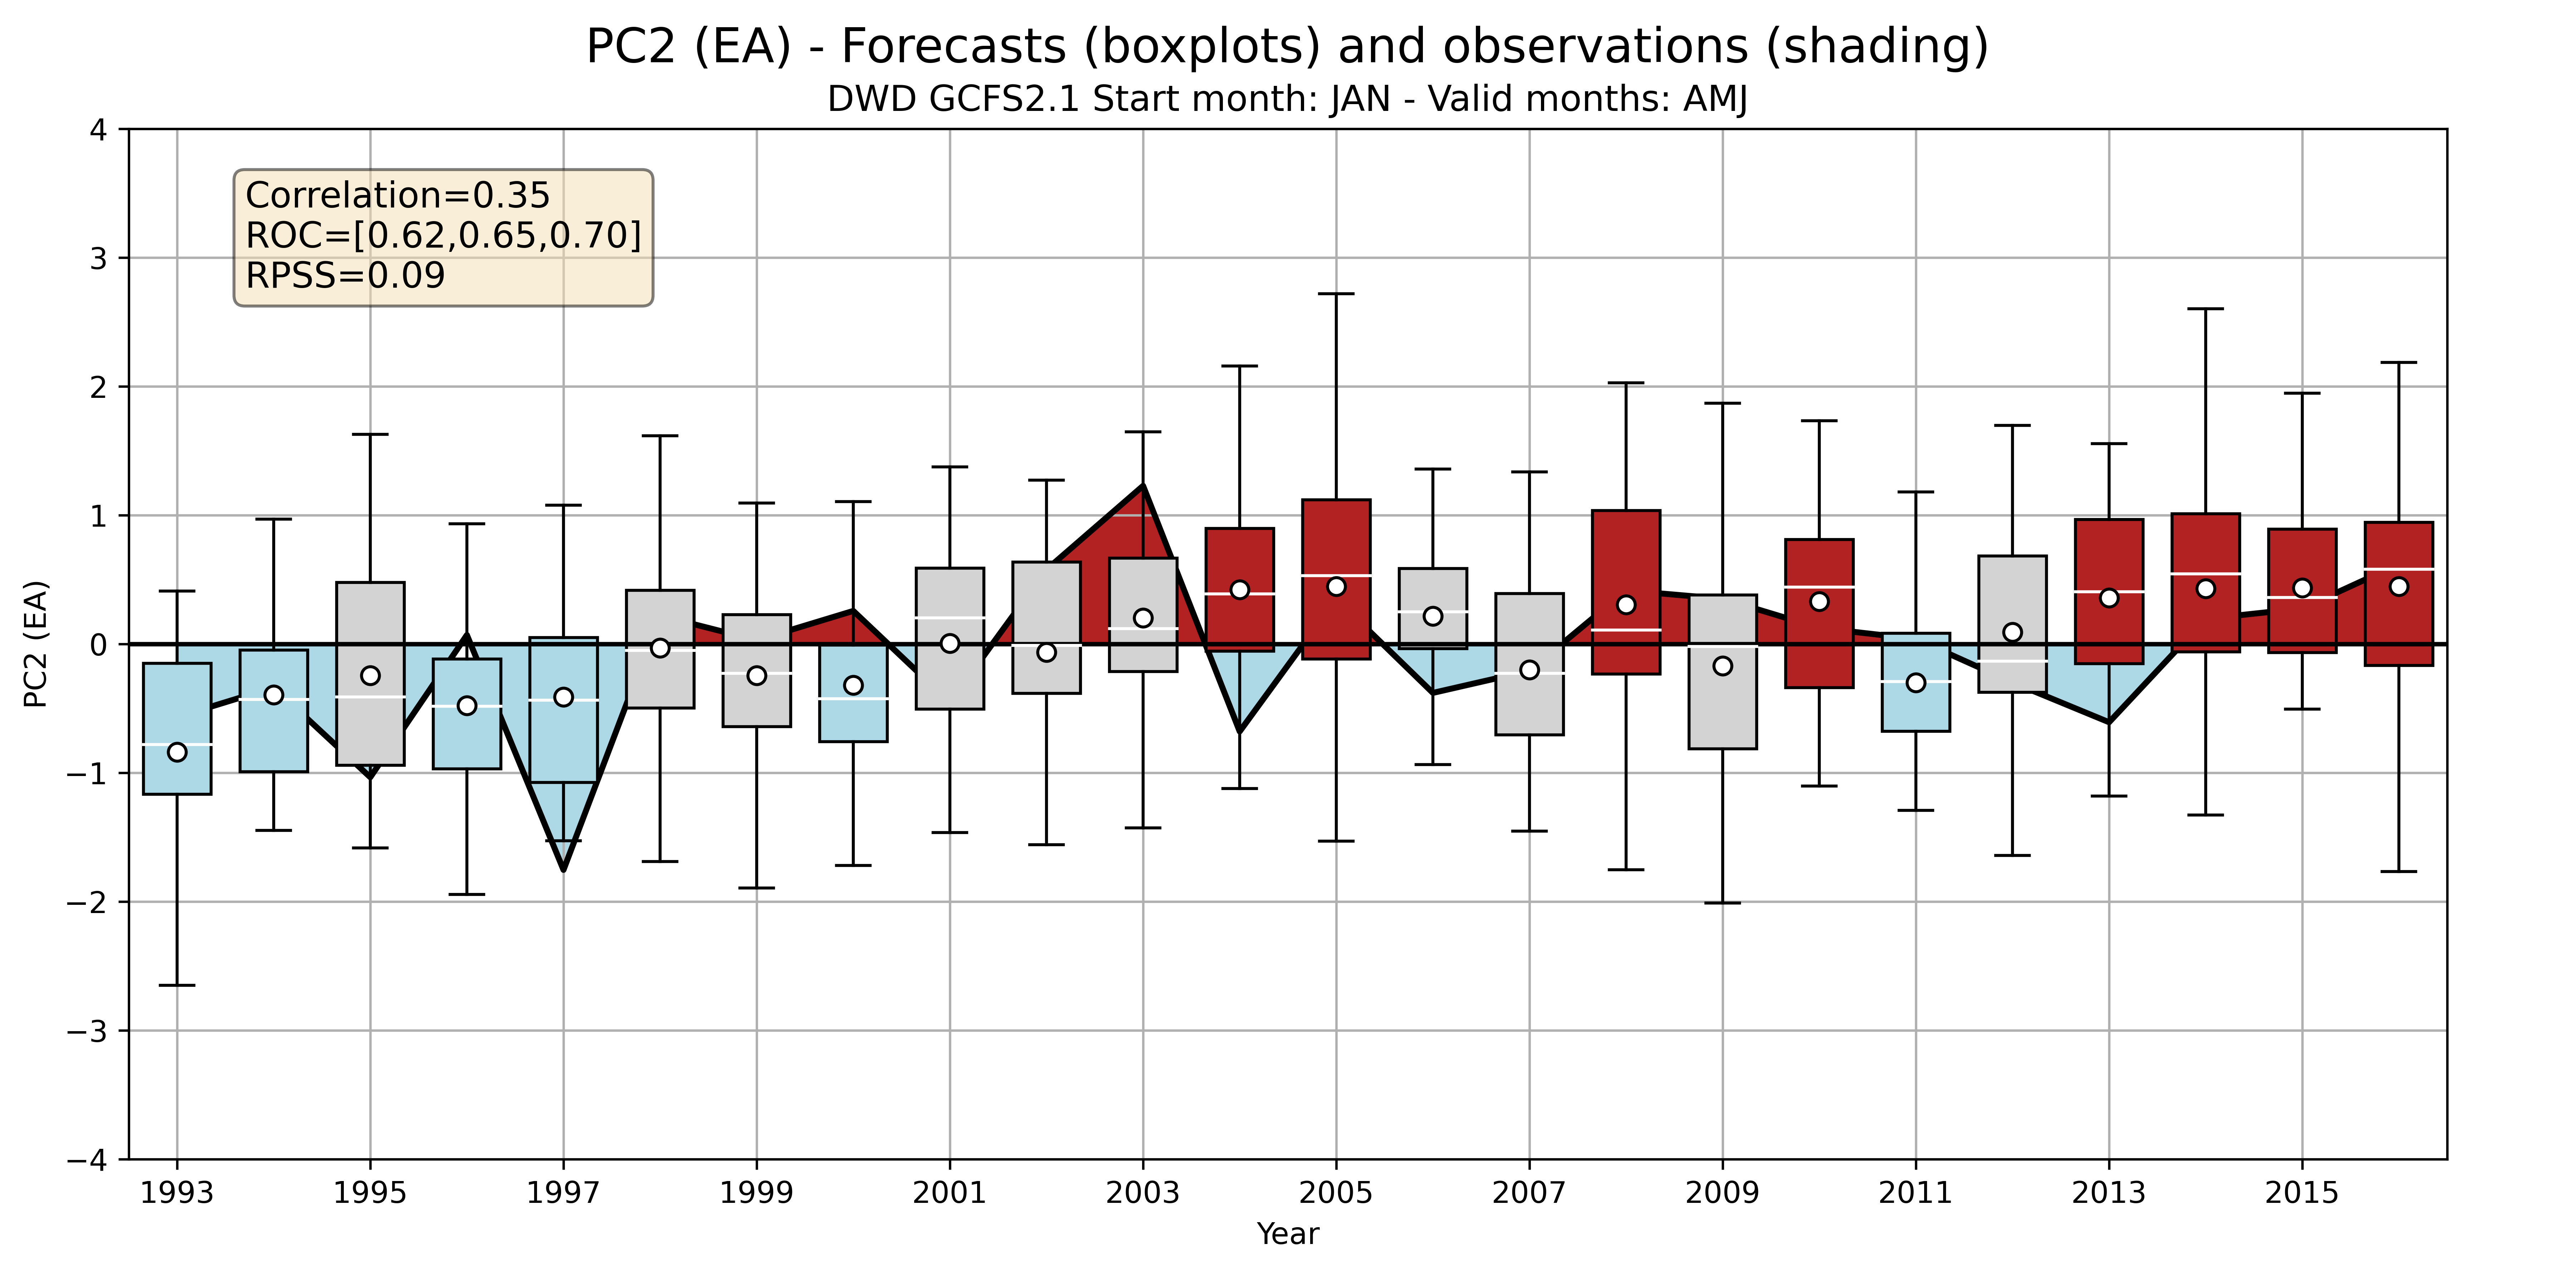 PC2 (EA) - Forecasts (boxplots) and observations (shading)
DWD GCFS2.1 Start month: JAN - Valid months: AMJ
Correlation=0.35
ROC=[0.62,0.65,0.70]
RPSS=0.09
PC2 (EA)
4
3
2
1
0
−1
−2
−3
−4
1993 1995 1997 1999 2001 2003 2005 2007 2009 2011 2013 2015
Year